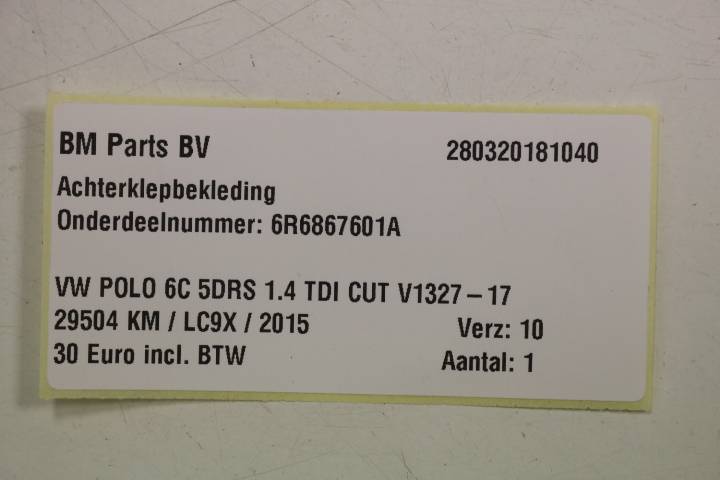 BM Parts BV 280320181040
Achterklepbekleding
Onderdeelnummer: 6R6867601A
VW POLO 6C 5DRS 1.4 TDI CUT V1327-17
29504 KM / LC9X / 2015 Verz: 10
30 Euro incl. BTW Aantal: 1